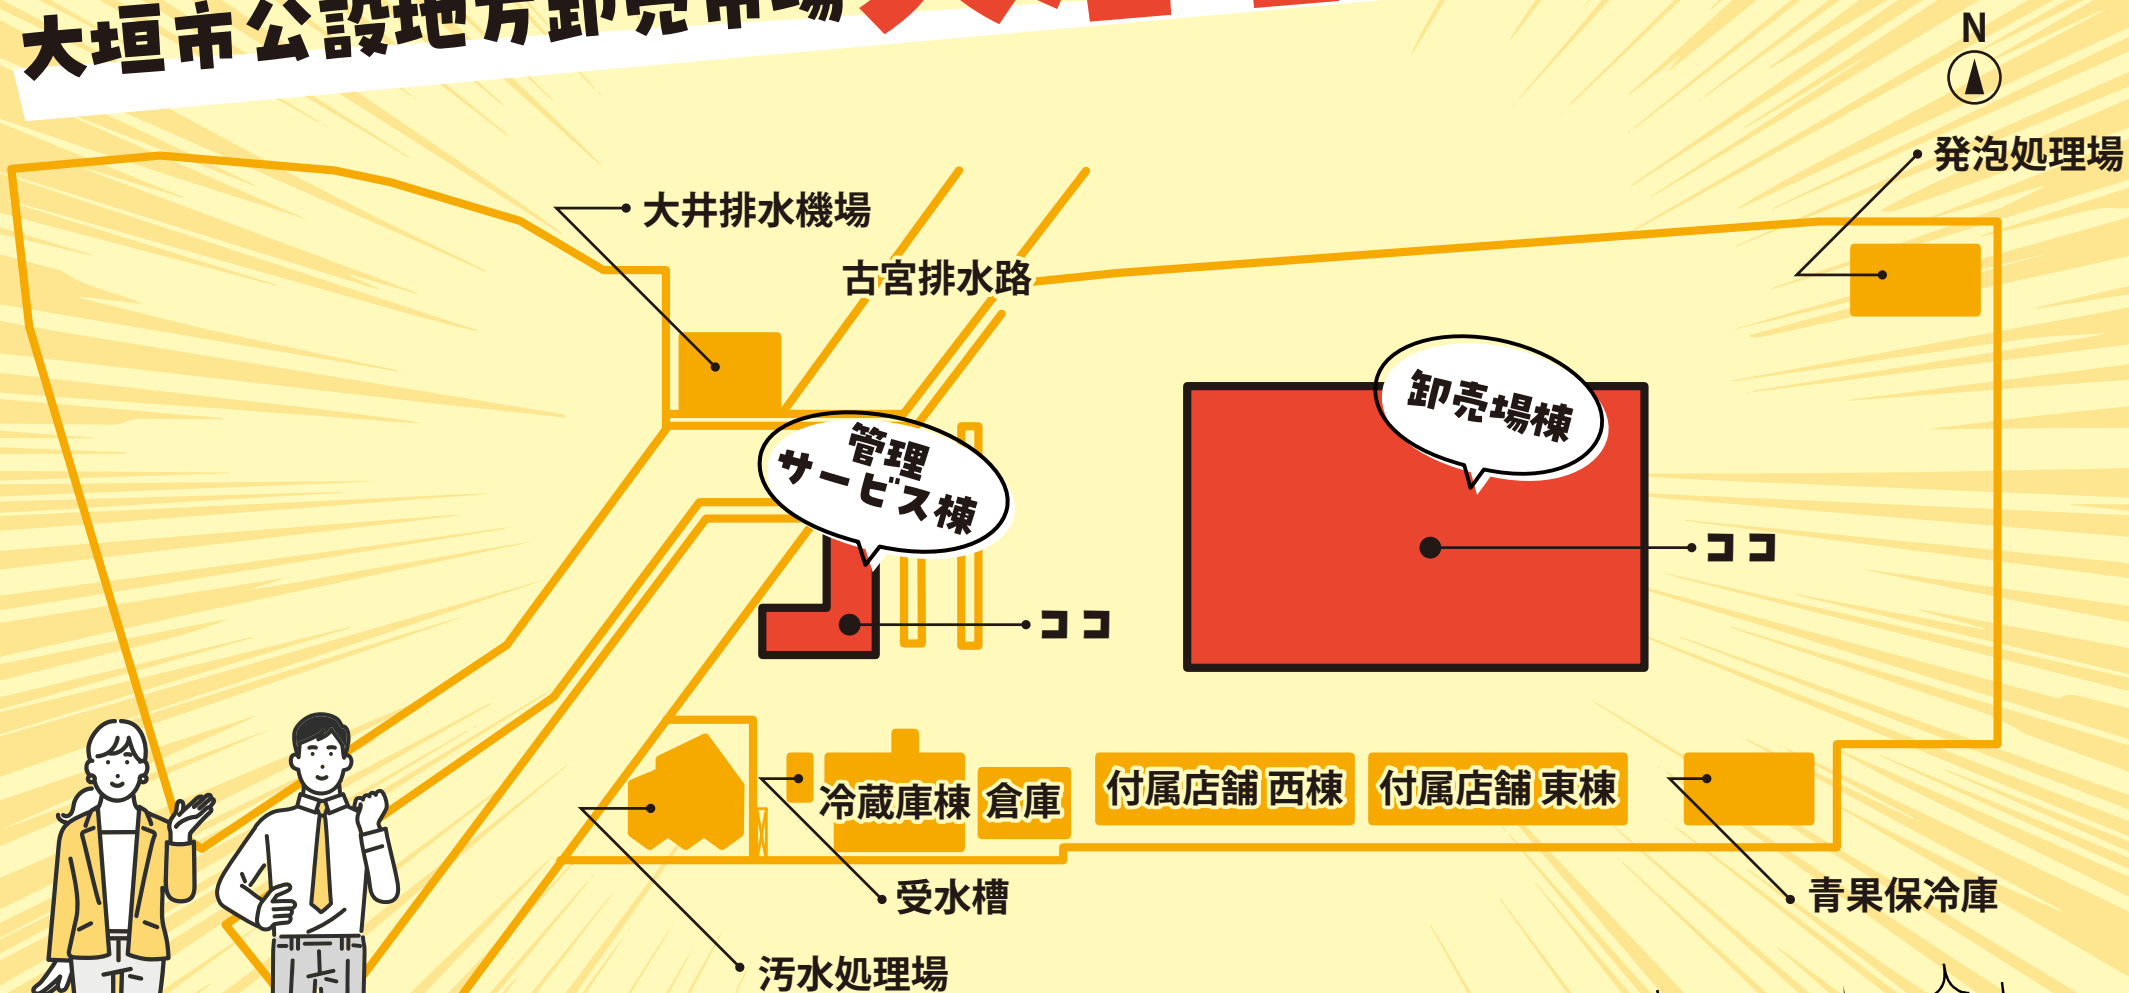 大垣市公設地方卸売市場
N
発泡処理場
大井排水機場
古宮排水路
卸売場棟
管理
サービス棟
ココ
ココ
冷蔵庫棟
倉庫
付属店舗 西棟
付属店舗 東棟
受水槽
青果保冷庫
汚水処理場